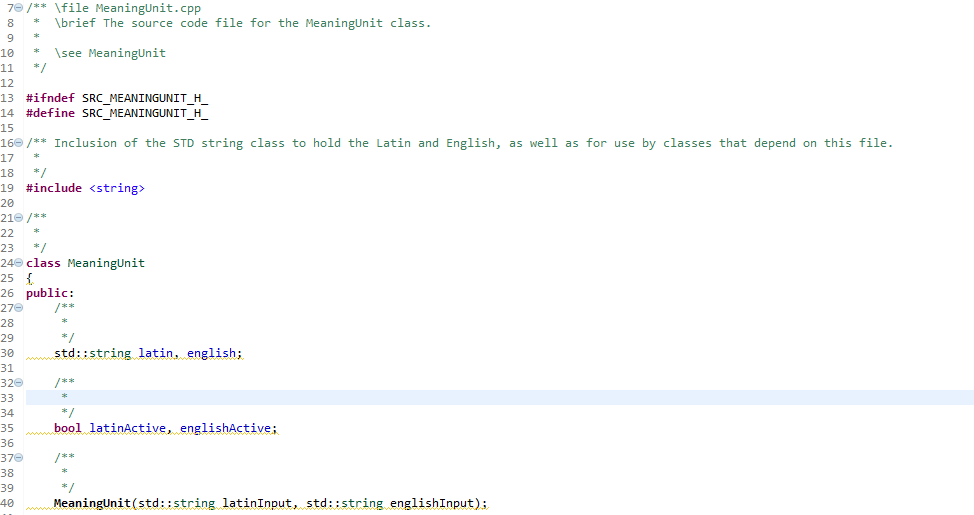 7 /** \file MeaningUnit.cpp
8  *  \brief The source code file for the MeaningUnit class.
9  *
10  *  \see MeaningUnit
11  */
12
13 #ifndef SRC_MEANINGUNIT_H_
14 #define SRC_MEANINGUNIT_H_
15
16 /** Inclusion of the STD string class to hold the Latin and English, as well as for use by classes that depend on this file.
17  *
18  */
19 #include <string>
20
21 /**
22  *
23  */
24 class MeaningUnit
25 {
26 public:
27     /**
28      *
29      */
30     std::string latin, english;
31
32     /**
33      *
34      */
35     bool latinActive, englishActive;
36
37     /**
38      *
39      */
40     MeaningUnit(std::string latinInput, std::string englishInput);